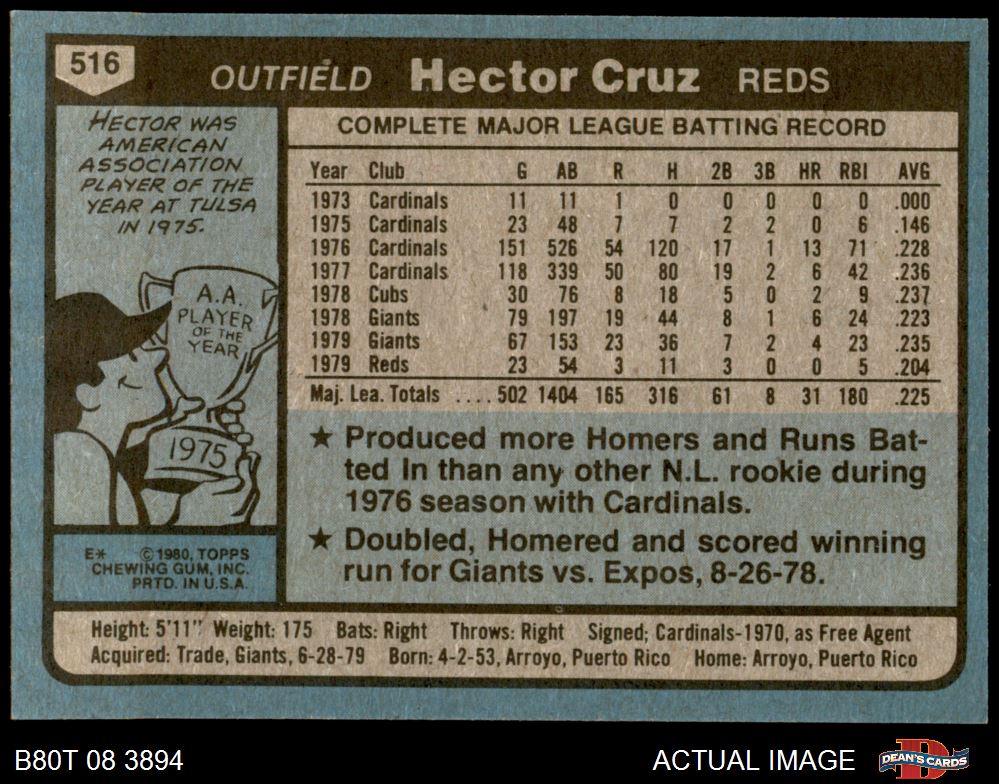 516
OUTFIELD Hector Cruz REDS
HECTOR WAS
AMERICAN
ASSOCIATION
PLAYER OF THE
YEAR AT TULSA
IN 1975.
A.A.
PLAYER
OF THE
YEAR
1975
E* © 1980, TOPPS
CHEWING GUM, INC.
PRTD. IN U.S.A.
COMPLETE MAJOR LEAGUE BATTING RECORD
Year Club G AB R H 2B 3B HR RBI AVG
1973 Cardinals 11 11 1 0 0 0 0 0 .000
1975 Cardinals 23 48 7 7 2 2 0 6 .146
1976 Cardinals 151 526 54 120 17 1 13 71 .228
1977 Cardinals 118 339 50 80 19 2 6 42 .236
1978 Cubs 30 76 8 18 5 0 2 9 .237
1978 Giants 79 197 19 44 8 1 6 24 .223
1979 Giants 67 153 23 36 7 2 4 23 .235
1979 Reds 23 54 3 11 3 0 0 5 .204
Maj. Lea. Totals ....502 1404 165 316 61 8 31 180 .225
★ Produced more Homers and Runs Bat-
ted In than any other N.L. rookie during
1976 season with Cardinals.
★ Doubled, Homered and scored winning
run for Giants vs. Expos, 8-26-78.
Height: 5'11" Weight: 175 Bats: Right Throws: Right Signed; Cardinals-1970, as Free Agent
Acquired: Trade, Giants, 6-28-79 Born: 4-2-53, Arroyo, Puerto Rico Home: Arroyo, Puerto Rico
B80T 08 3894 ACTUAL IMAGE DEAN'S CARDS